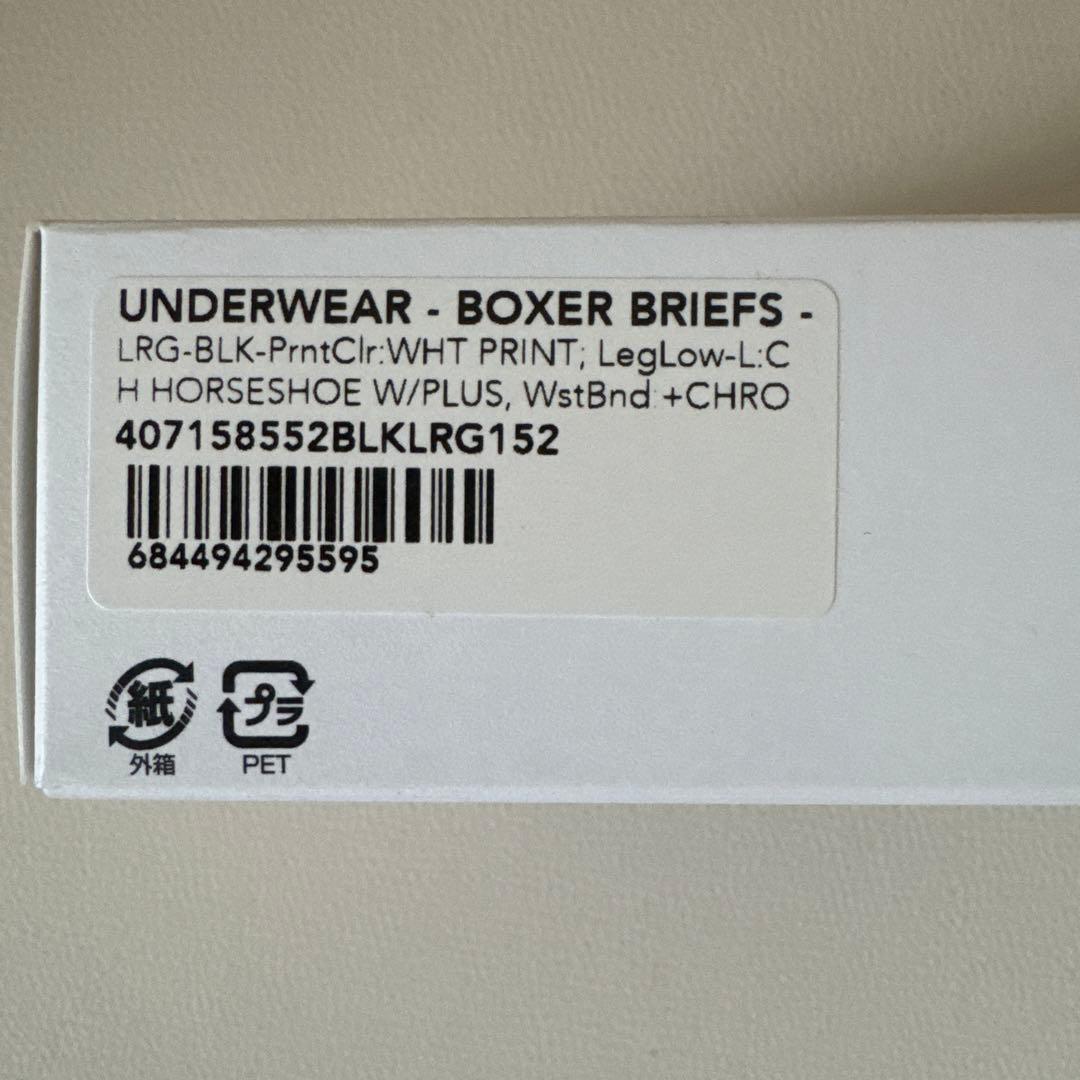 UNDERWEAR - BOXER BRIEFS -
LRG-BLK-PrntClr:WHT PRINT; LegLow-L:C
H HORSESHOE W/PLUS, WstBnd:+CHRO
407158552BLKLRG152
684494295595
紙 プラ
外箱 PET